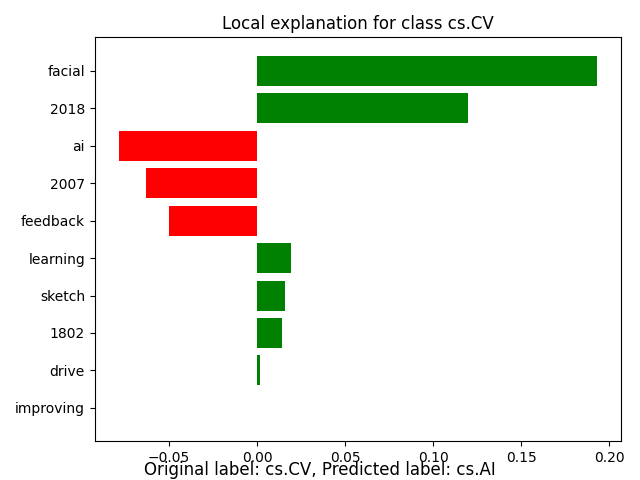 Local explanation for class cs.CV
facial
2018
ai
2007
feedback
learning
sketch
1802
drive
improving
−0.05 0.00 0.05 0.10 0.15 0.20
Original label: cs.CV, Predicted label: cs.AI